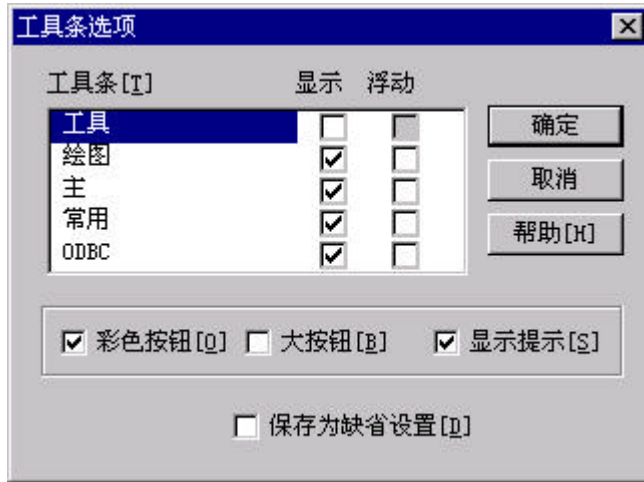 工具条选项
工具条[T] 显示 浮动
工具
绘图
主
常用
ODBC
确定
取消
帮助[H]
彩色按钮[O] 大按钮[B] 显示提示[S]
保存为缺省设置[D]